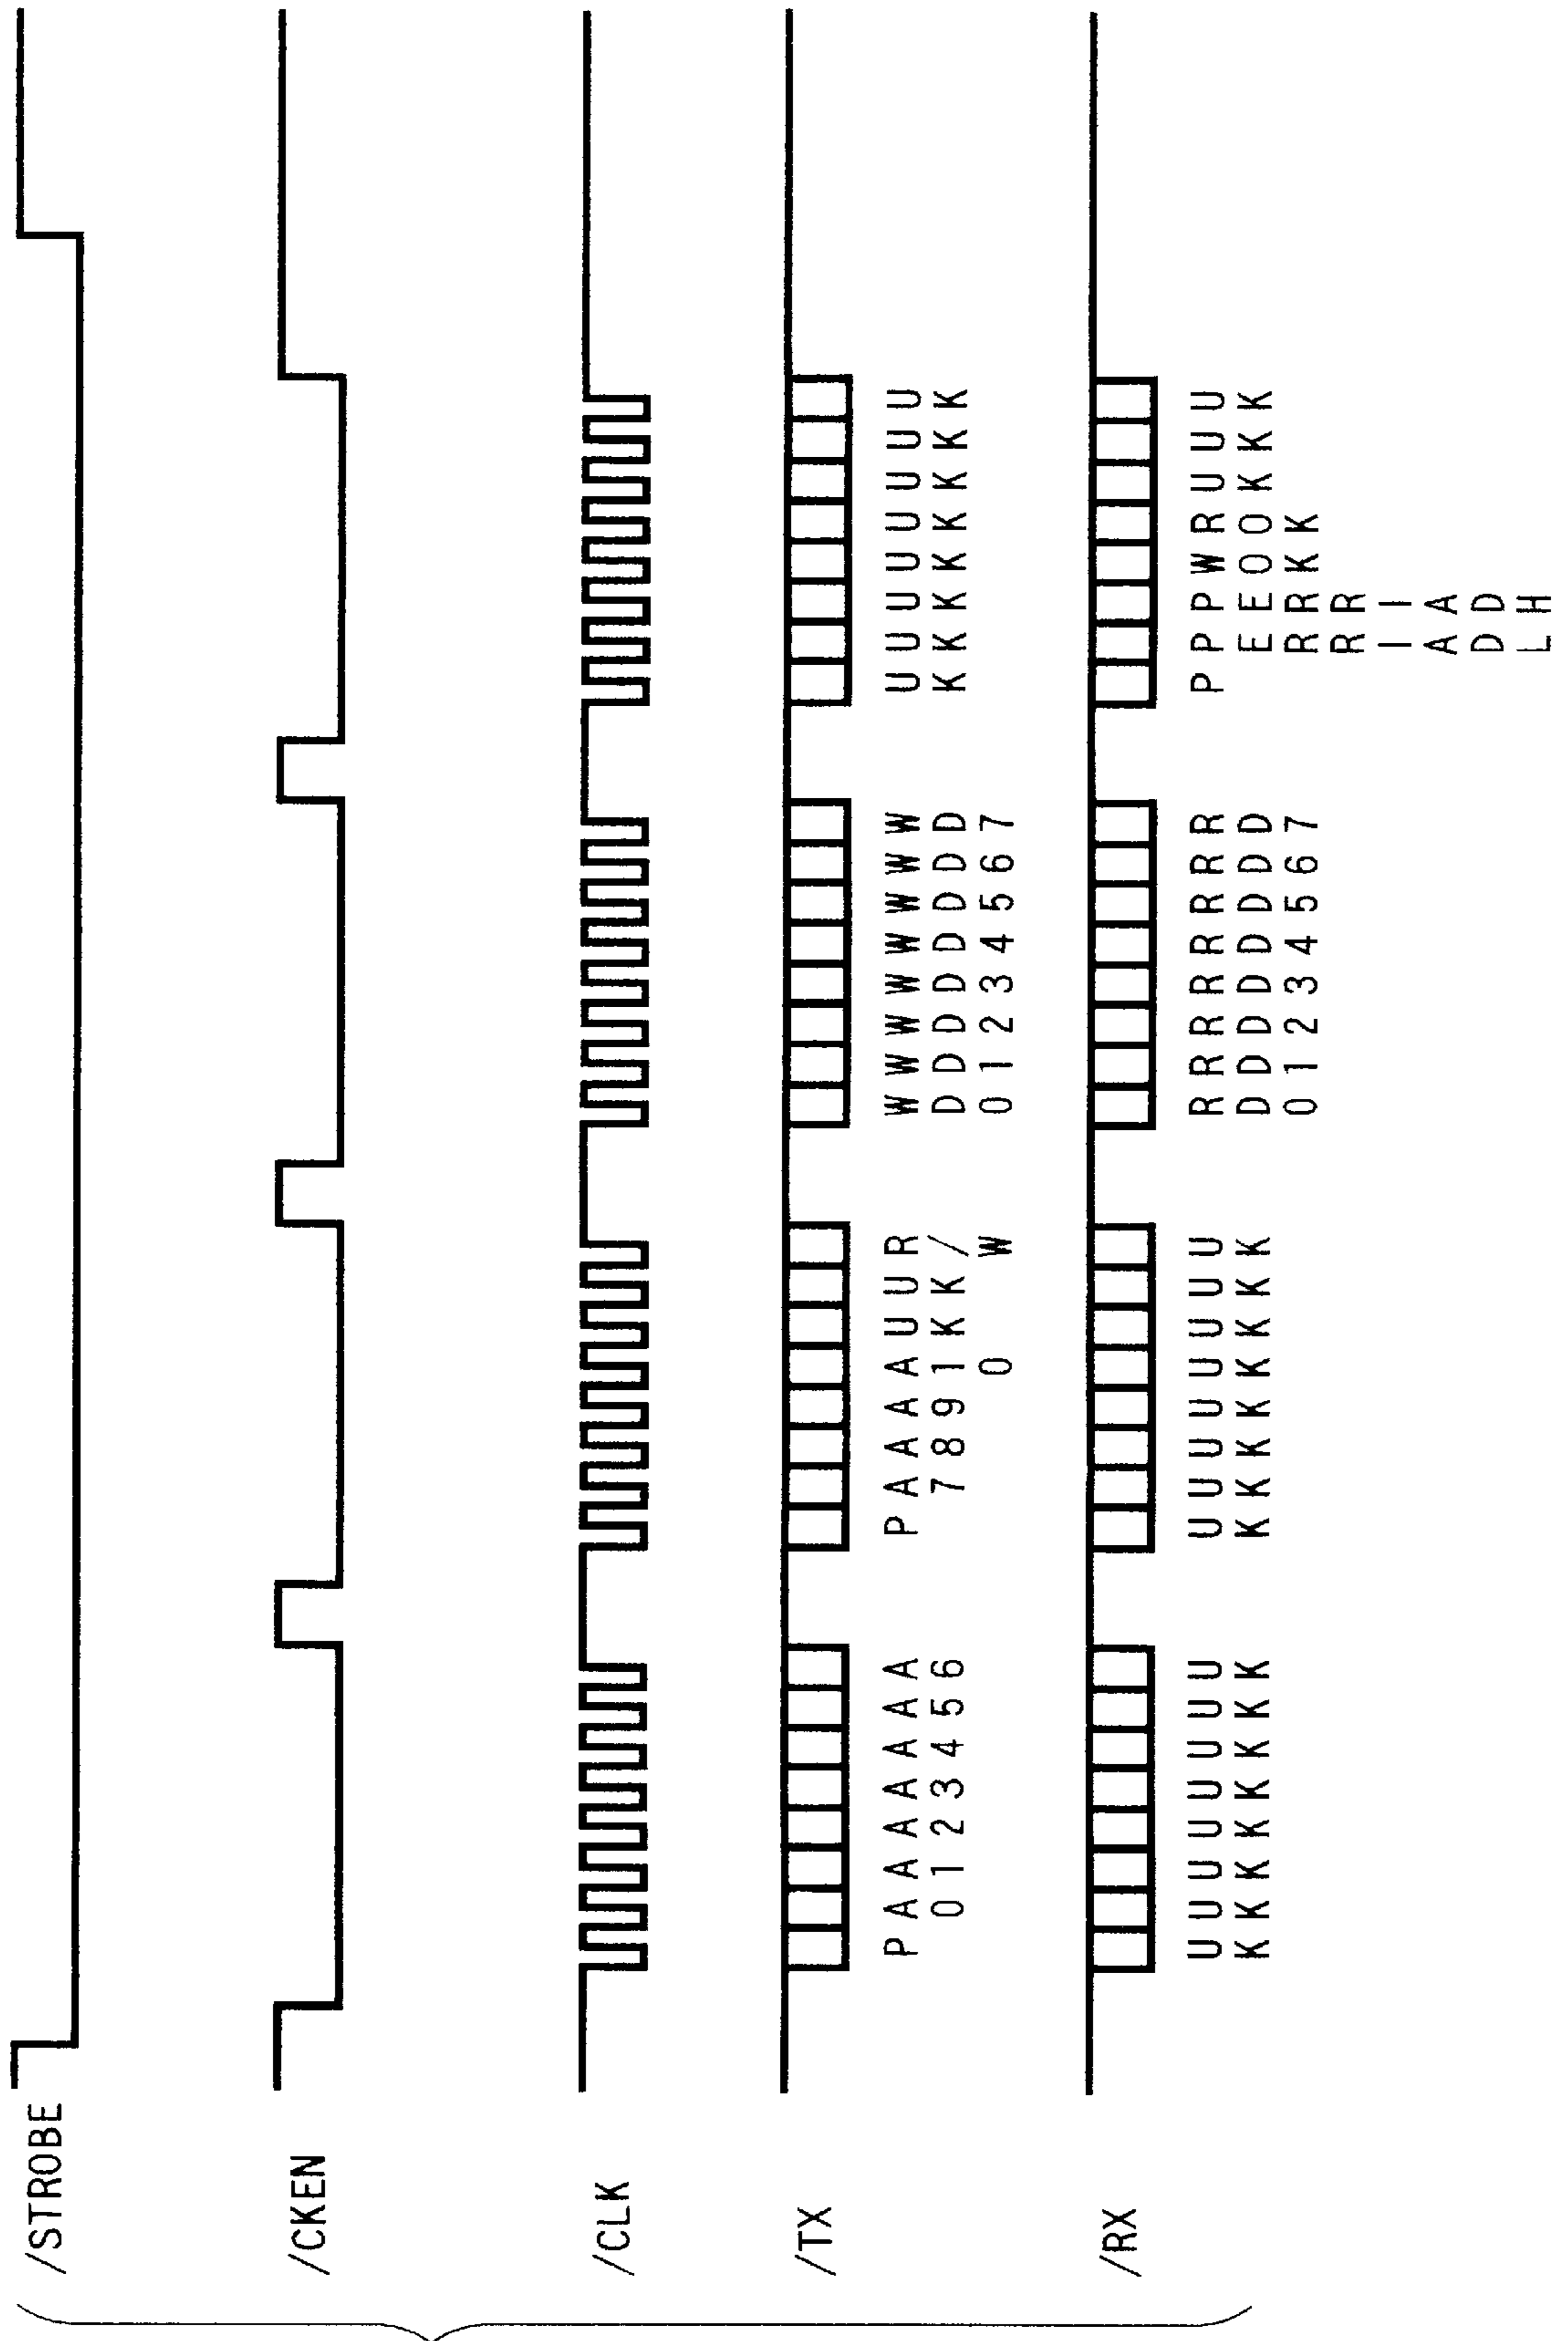 /STROBE
/CKEN
/CLK
/TX
P A A A A A A A P A A A A U U R W W W W W W W W U U U U U U U U
0 1 2 3 4 5 6 7 8 9 1 K K / D D D D D D D D K K K K K K K K
0 W 0 1 2 3 4 5 6 7
/RX
U U U U U U U U U U U U U U U U R R R R R R R R P P P W R U U U
K K K K K K K K K K K K K K K K D D D D D D D D E E O O K K K
0 1 2 3 4 5 6 7 R R K K
R R
I I
A A
D D
L H